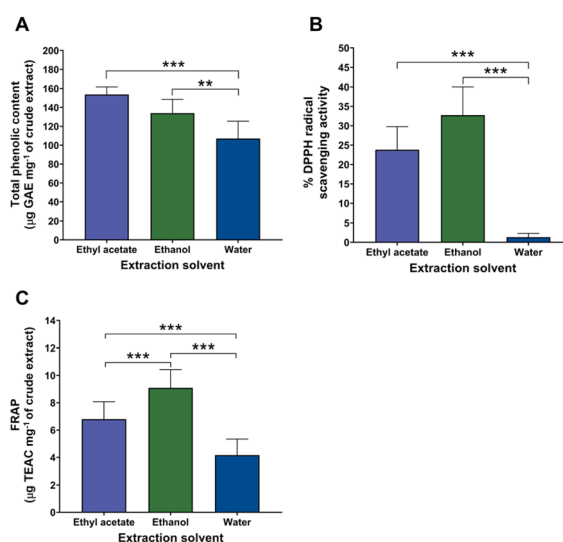 A
Total phenolic content
(µg GAE mg⁻¹ of crude extract)
200
180
160
140
120
100
80
60
40
20
0
***
**
Ethyl acetate Ethanol Water
Extraction solvent
B
% DPPH radical
scavenging activity
50
45
40
35
30
25
20
15
10
5
0
***
***
Ethyl acetate Ethanol Water
Extraction solvent
C
FRAP
(µg TEAC mg⁻¹ of crude extract)
14
12
10
8
6
4
2
0
***
***
***
Ethyl acetate Ethanol Water
Extraction solvent